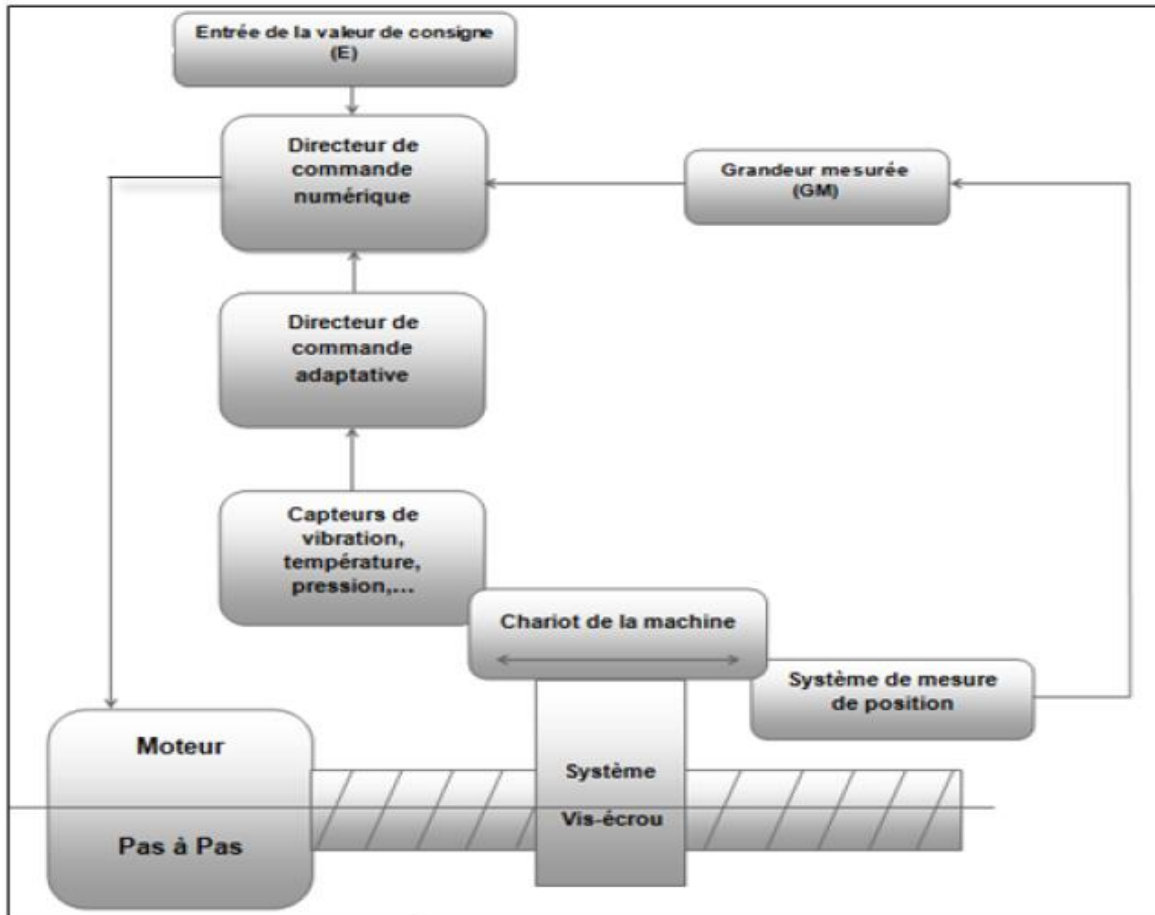 Entrée de la valeur de consigne
(E)
Directeur de
commande
numérique
Grandeur mesurée
(GM)
Directeur de
commande
adaptative
Capteurs de
vibration,
température,
pression,...
Chariot de la machine
Système de mesure
de position
Moteur
Pas à Pas
Système
Vis-écrou